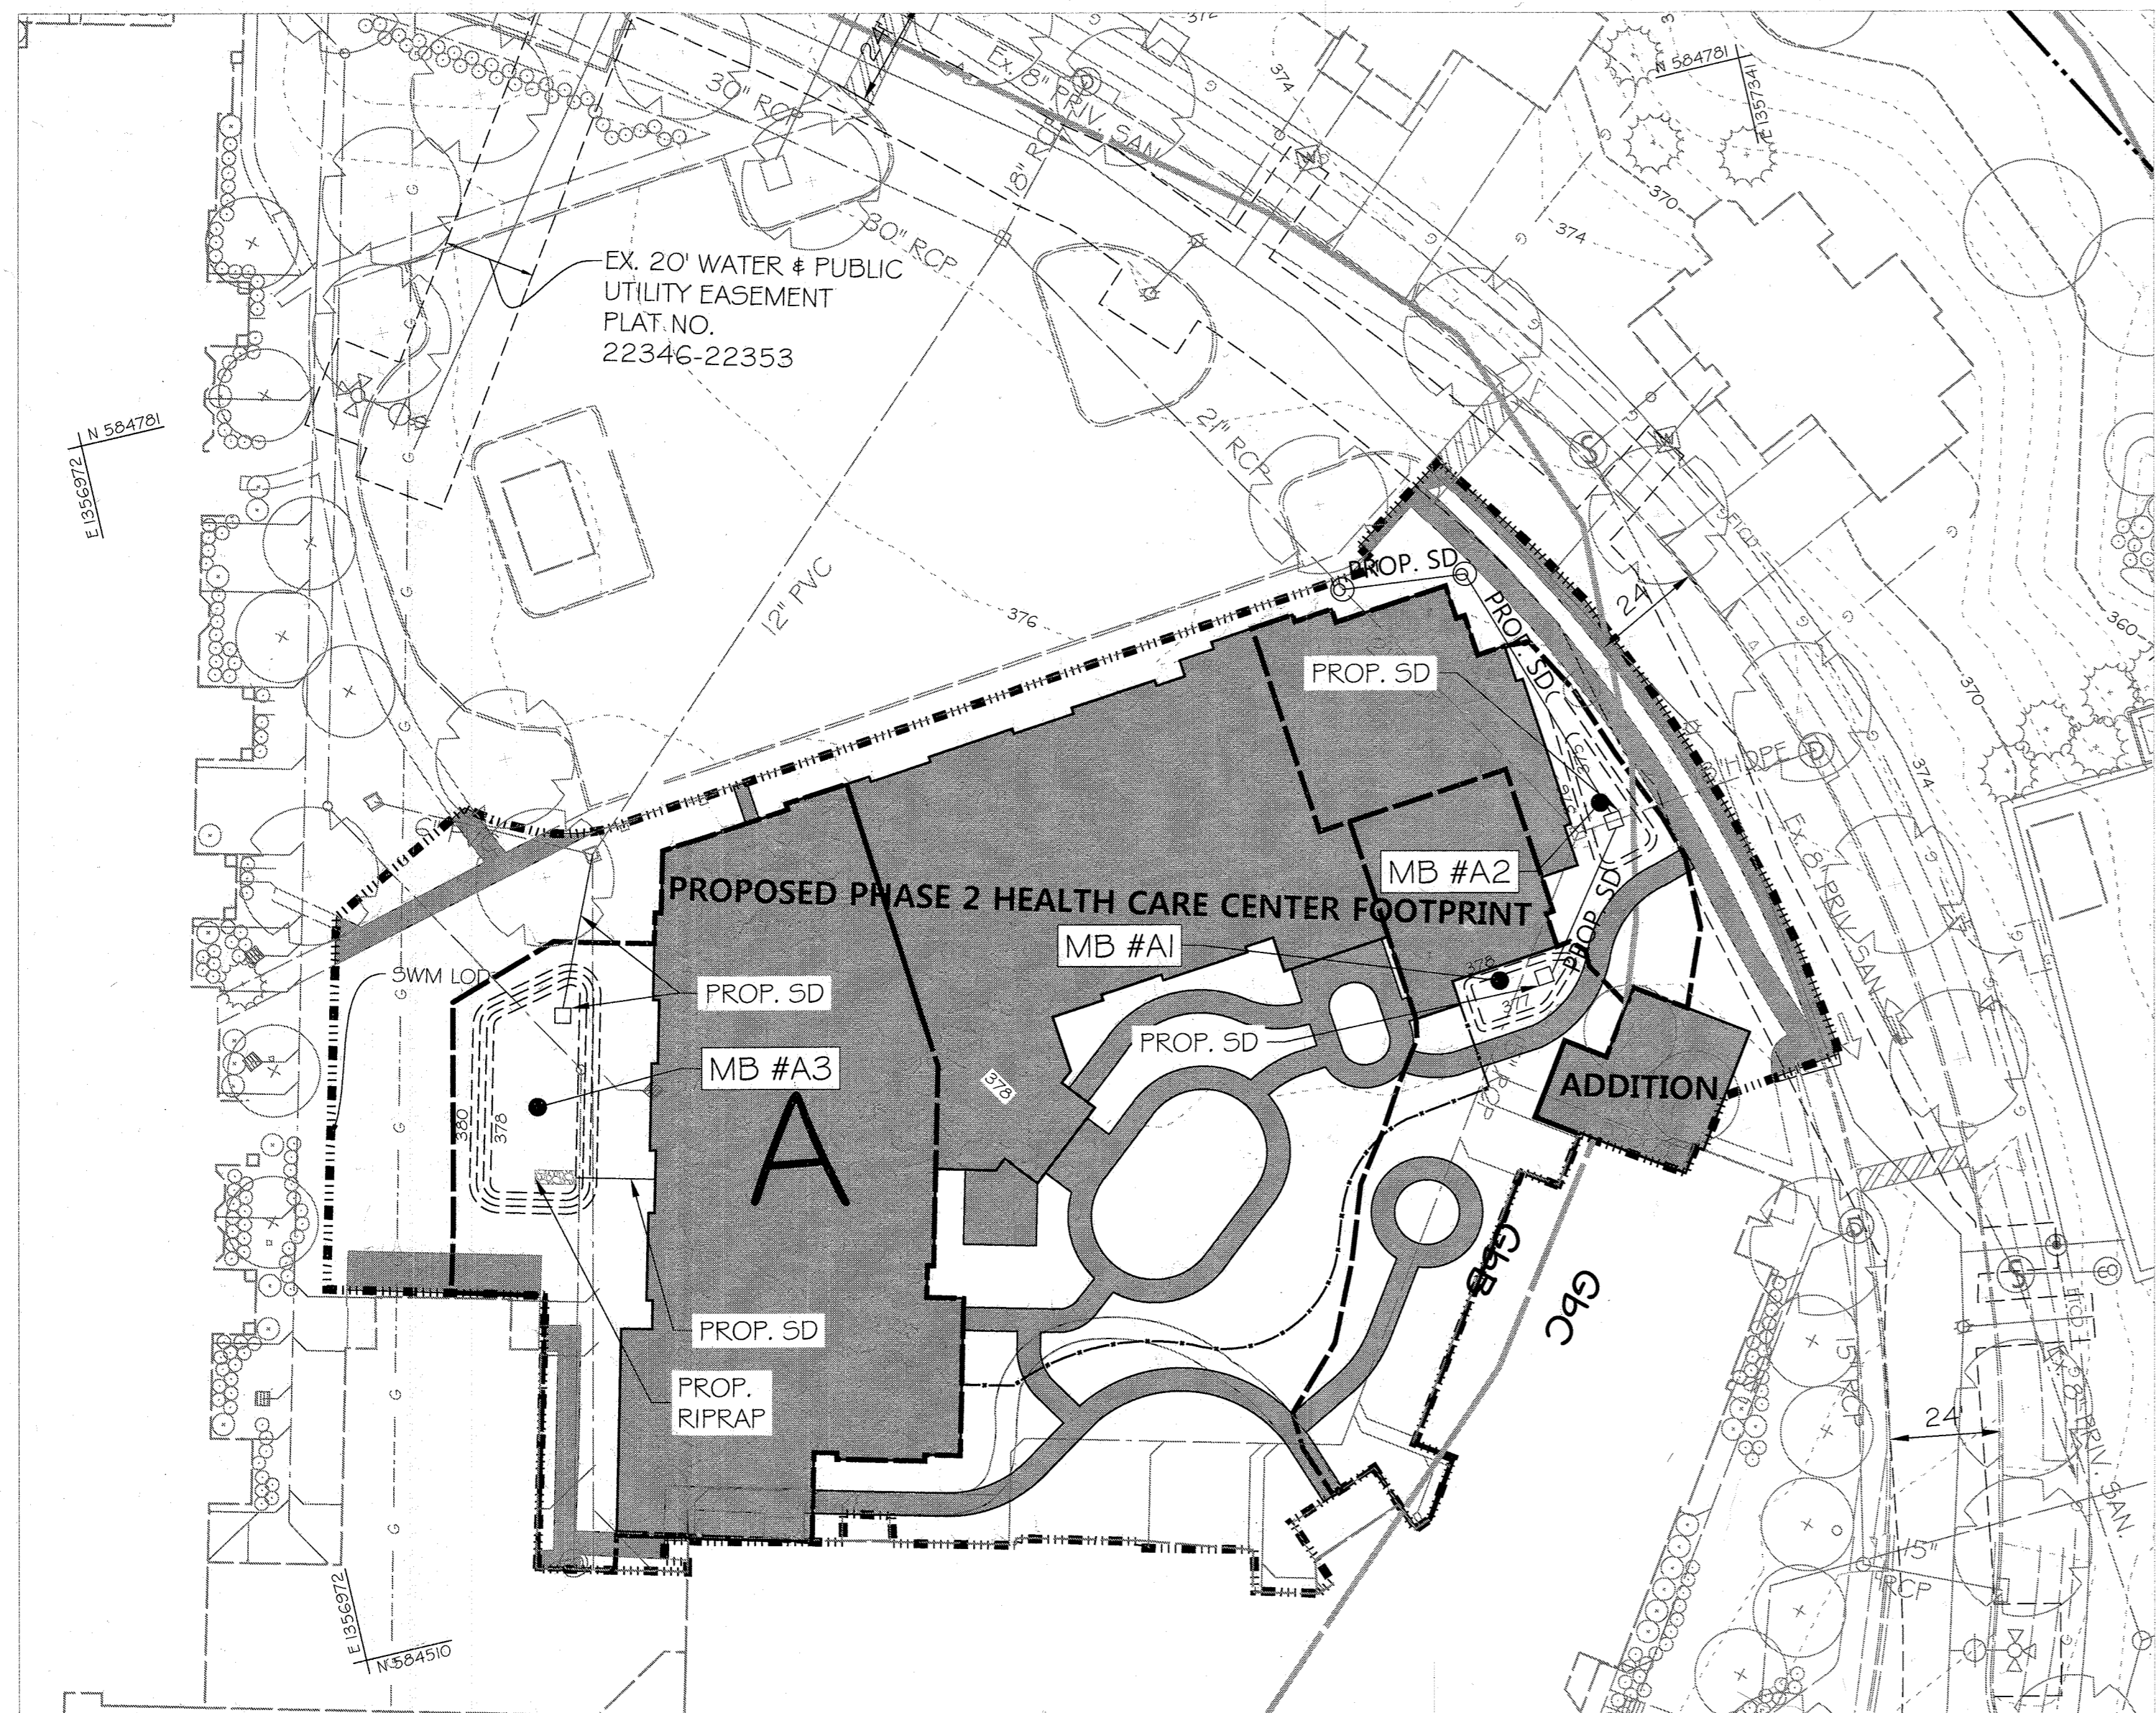 24'
372
30" RCP
EX. 8" PRIV. SAN.
D
374
N 584781
E 1357341
W
18" RCP
370
374
30" RCP
EX. 20' WATER & PUBLIC
UTILITY EASEMENT
PLAT NO.
22346-22353
N 584781
E 1356972
21" RCP
S
W
12" PVC
376
PROP. SD
PROP. SD
24'
360
370
PROP. SD
HDPE
D
374
MB #A2
PROPOSED PHASE 2 HEALTH CARE CENTER FOOTPRINT
PROP. SD
EX. 8" PRIV. SAN.
MB #A1
378
377
SWM LOD
PROP. SD
PROP. SD
MB #A3
380
378
378
ADDITION
A
D
GbB
GbC
S
PROP. SD
PROP.
RIPRAP
15" RCP
24'
EX. 8" PRIV. SAN.
15"
RCP
E 1356972
N 584510